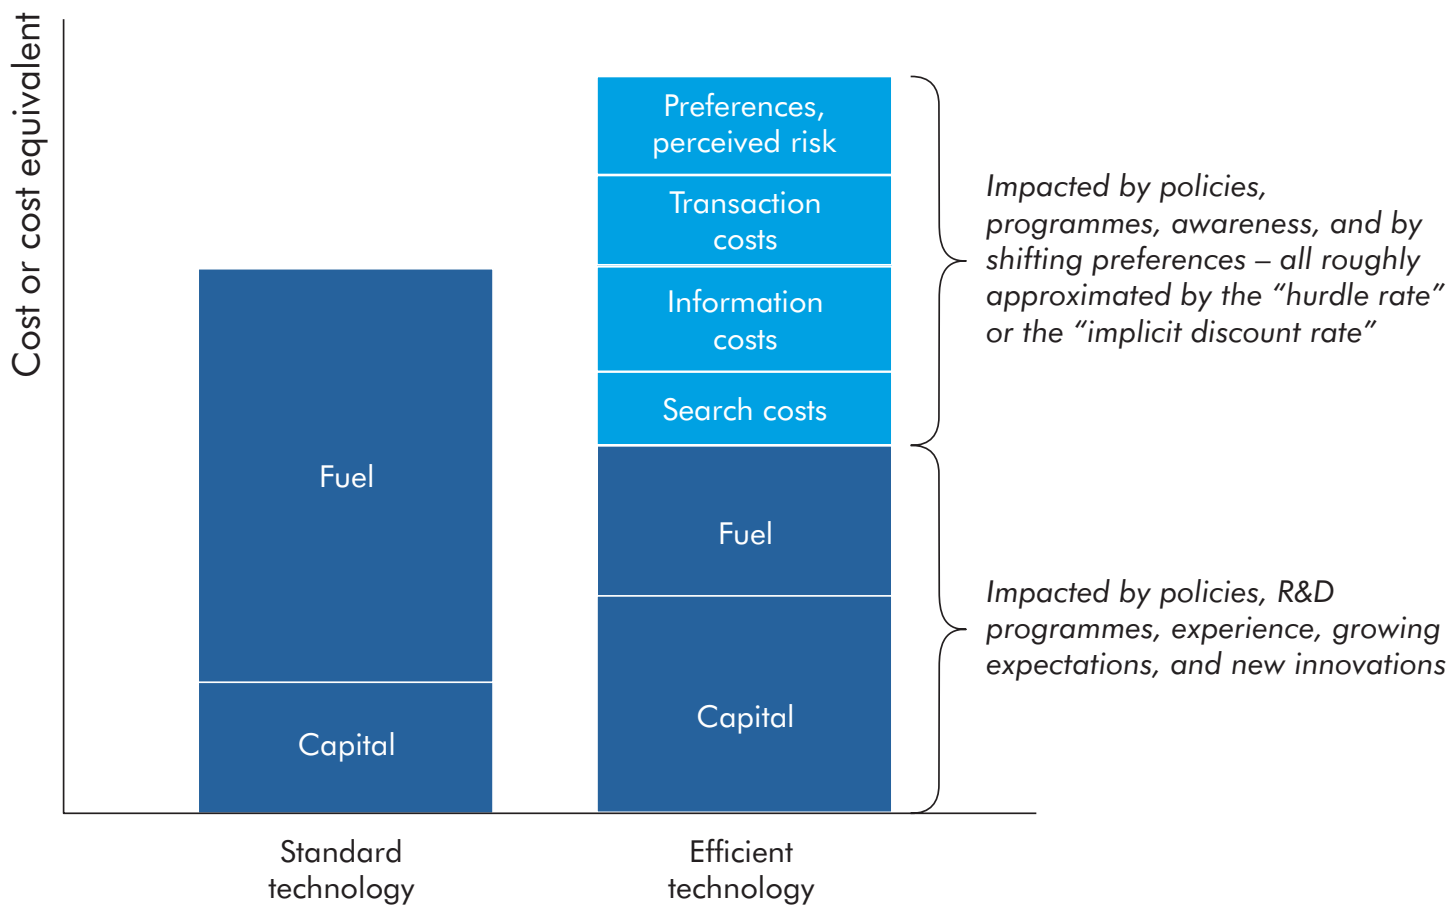 Cost or cost equivalent
Preferences,
perceived risk
Transaction
costs
Information
costs
Search costs
Fuel
Capital
Fuel
Capital
Impacted by policies,
programmes, awareness, and by
shifting preferences – all roughly
approximated by the “hurdle rate”
or the “implicit discount rate”
Impacted by policies, R&D
programmes, experience, growing
expectations, and new innovations
Standard
technology
Efficient
technology